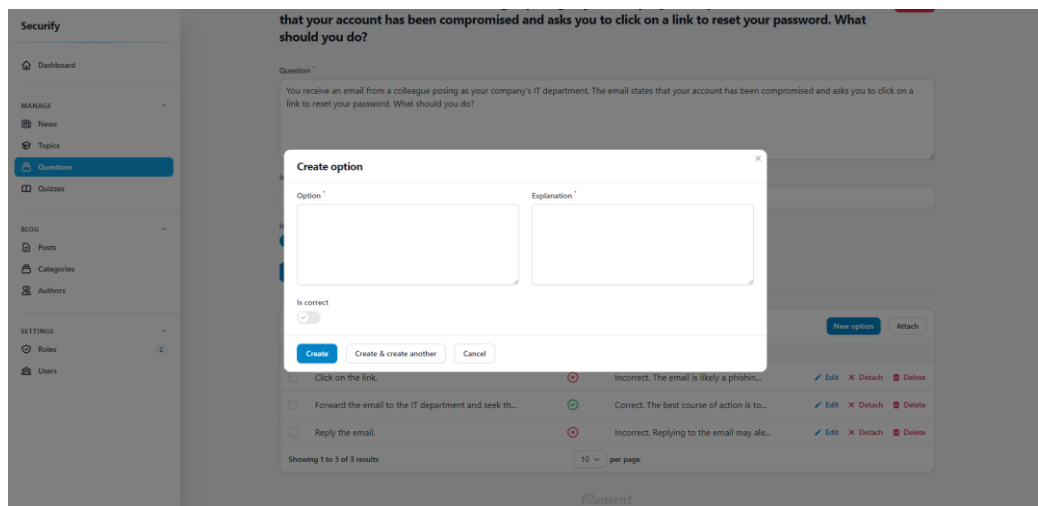 Securify
Dashboard
MANAGE
News
Topics
Questions
Quizzes
BLOG
Posts
Categories
Authors
SETTINGS
Roles 2
Users
that your account has been compromised and asks you to click on a link to reset your password. What
should you do?
Question *
You receive an email from a colleague posing as your company's IT department. The email states that your account has been compromised and asks you to click on a
link to reset your password. What should you do?
Create option
Option * Explanation *
Is correct
Create Create & create another Cancel
New option Attach
Click on the link. Incorrect. The email is likely a phishin... Edit Detach Delete
Forward the email to the IT department and seek th... Correct. The best course of action is to... Edit Detach Delete
Reply the email. Incorrect. Replying to the email may ale... Edit Detach Delete
Showing 1 to 3 of 3 results 10 per page
filament